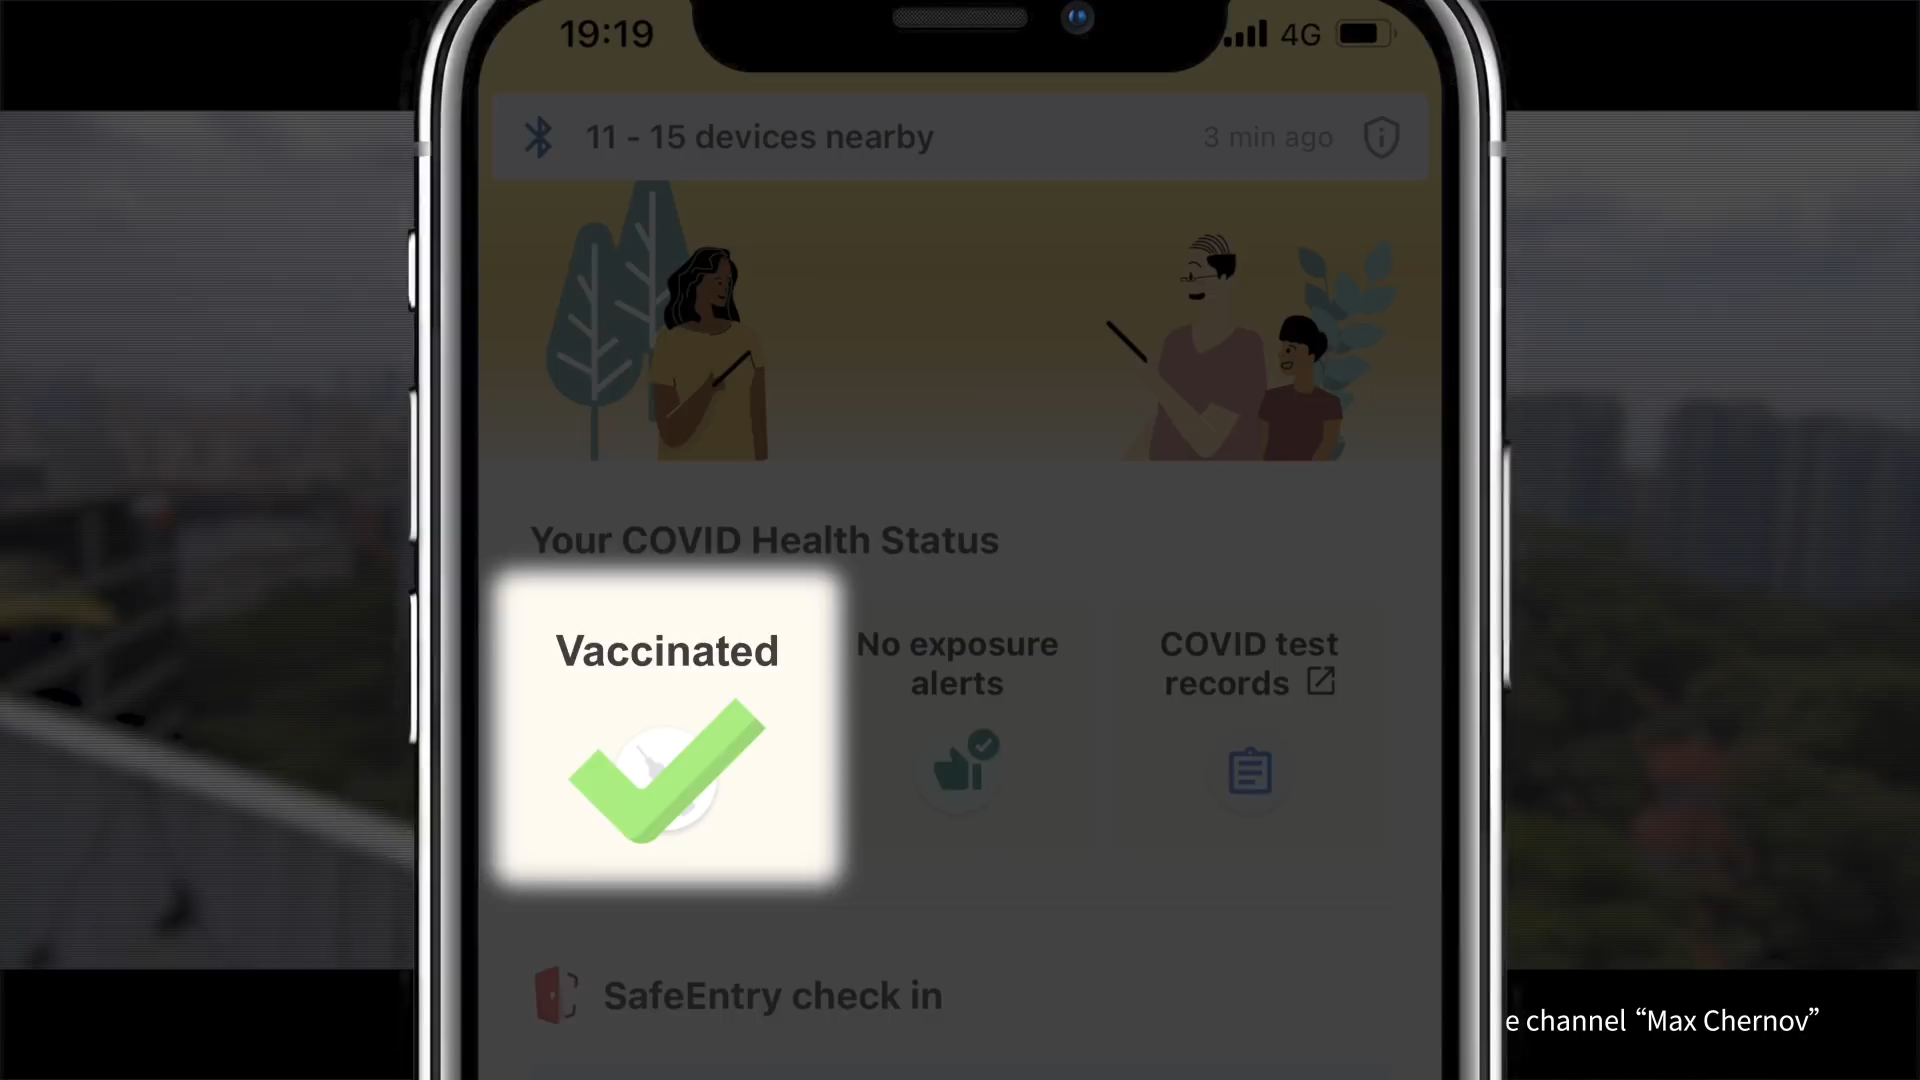 19:19
4G
11 - 15 devices nearby
3 min ago
Your COVID Health Status
Vaccinated
No exposure
alerts
COVID test
records
SafeEntry check in
e channel “Max Chernov”